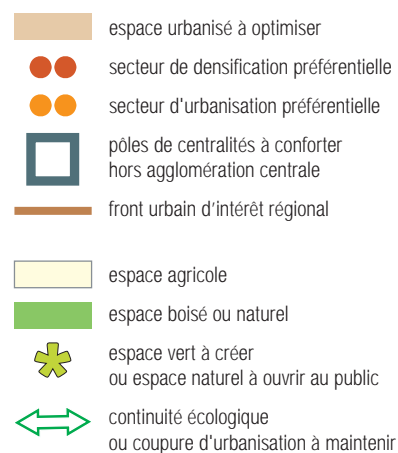 espace urbanisé à optimiser
secteur de densification préférentielle
secteur d'urbanisation préférentielle
pôles de centralités à conforter
hors agglomération centrale
front urbain d'intérêt régional
espace agricole
espace boisé ou naturel
espace vert à créer
ou espace naturel à ouvrir au public
continuité écologique
ou coupure d'urbanisation à maintenir